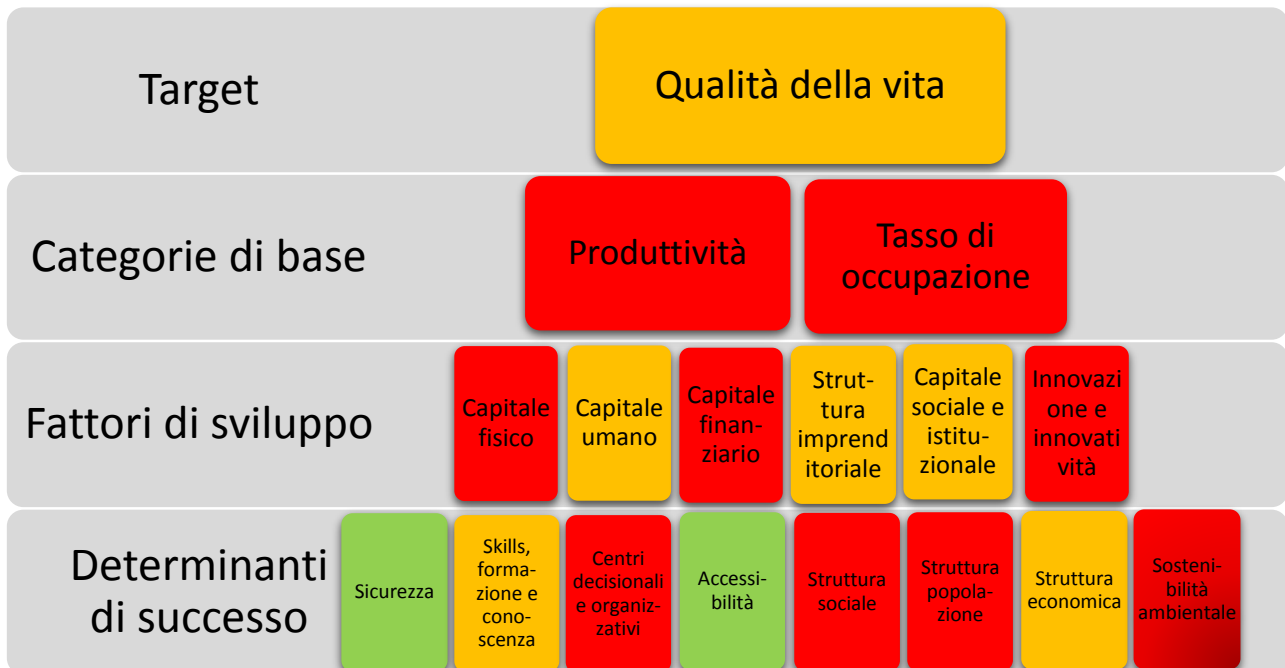 Target
Qualità della vita
Categorie di base
Produttività
Tasso di
occupazione
Fattori di sviluppo
Capitale
fisico
Capitale
umano
Capitale
finan-
ziario
Strut-
tura
imprend
itoriale
Capitale
sociale e
istitu-
zionale
Innovazi
one e
innovati
vità
Determinanti
di successo
Sicurezza
Skills,
forma-
zione e
cono-
scenza
Centri
decisionali
e organiz-
zativi
Accessi-
bilità
Struttura
sociale
Struttura
popola-
zione
Struttura
economica
Sosteni-
bilità
ambientale